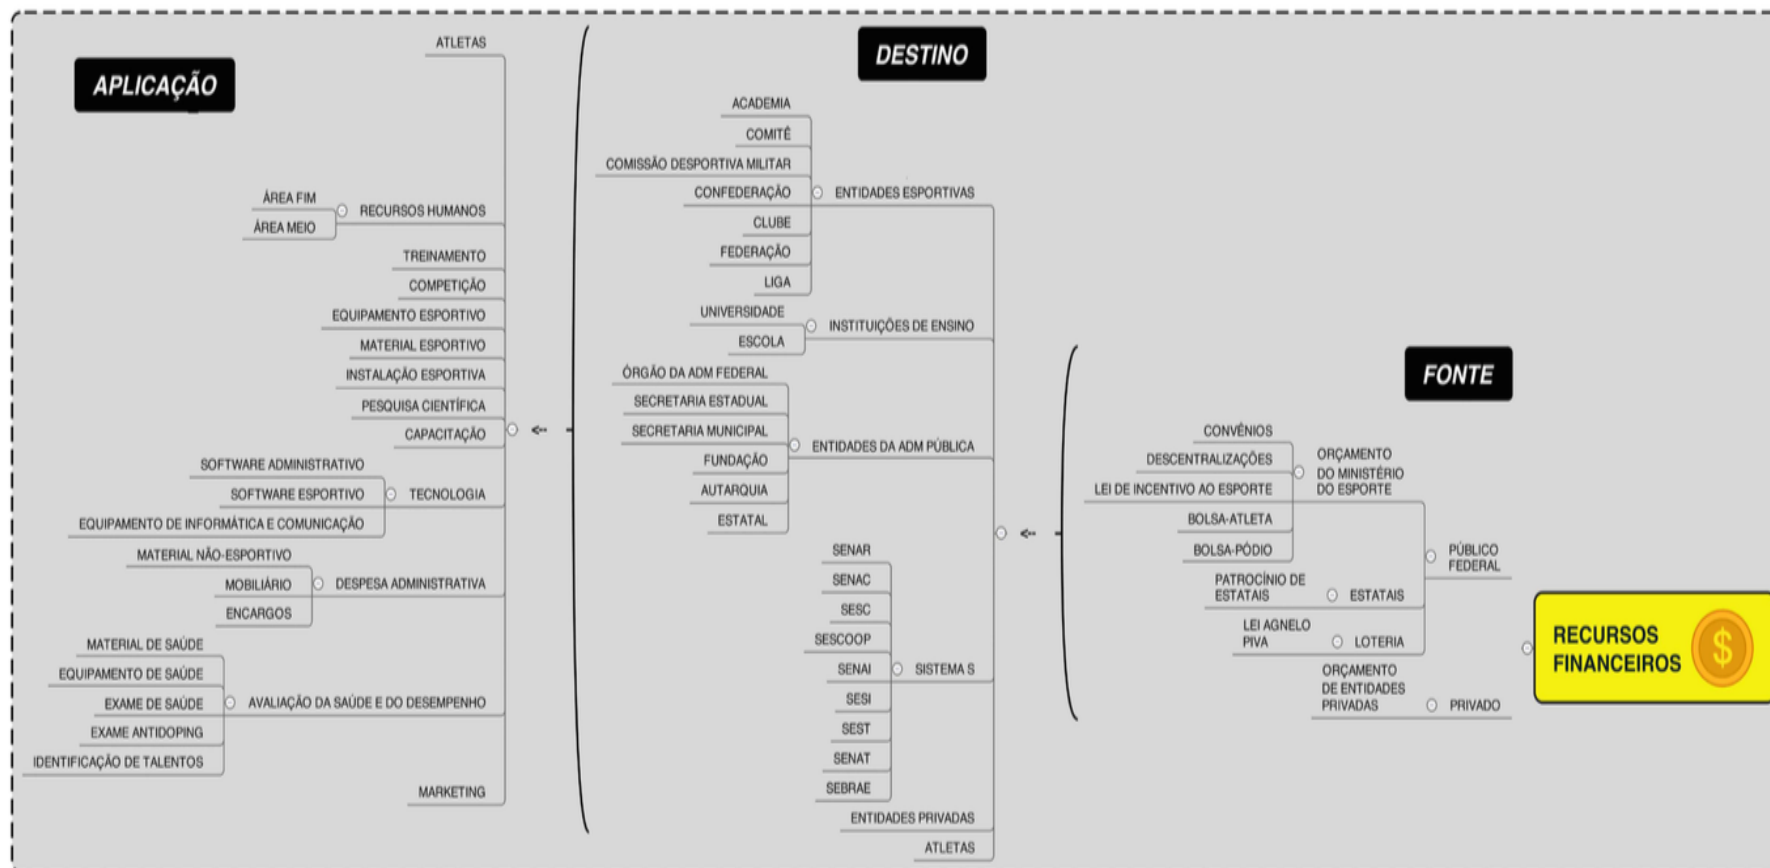 APLICAÇÃO
ATLETAS
ÁREA FIM
ÁREA MEIO
RECURSOS HUMANOS
TREINAMENTO
COMPETIÇÃO
EQUIPAMENTO ESPORTIVO
MATERIAL ESPORTIVO
INSTALAÇÃO ESPORTIVA
PESQUISA CIENTÍFICA
CAPACITAÇÃO
SOFTWARE ADMINISTRATIVO
SOFTWARE ESPORTIVO
EQUIPAMENTO DE INFORMÁTICA E COMUNICAÇÃO
TECNOLOGIA
MATERIAL NÃO-ESPORTIVO
MOBILIÁRIO
ENCARGOS
DESPESA ADMINISTRATIVA
MATERIAL DE SAÚDE
EQUIPAMENTO DE SAÚDE
EXAME DE SAÚDE
EXAME ANTIDOPING
IDENTIFICAÇÃO DE TALENTOS
AVALIAÇÃO DA SAÚDE E DO DESEMPENHO
MARKETING
DESTINO
ACADEMIA
COMITÊ
COMISSÃO DESPORTIVA MILITAR
CONFEDERAÇÃO
CLUBE
FEDERAÇÃO
LIGA
ENTIDADES ESPORTIVAS
UNIVERSIDADE
ESCOLA
INSTITUIÇÕES DE ENSINO
ÓRGÃO DA ADM FEDERAL
SECRETARIA ESTADUAL
SECRETARIA MUNICIPAL
FUNDAÇÃO
AUTARQUIA
ESTATAL
ENTIDADES DA ADM PÚBLICA
SENAR
SENAC
SESC
SESCOOP
SENAI
SESI
SEST
SENAT
SEBRAE
SISTEMA S
ENTIDADES PRIVADAS
ATLETAS
FONTE
CONVÊNIOS
DESCENTRALIZAÇÕES
LEI DE INCENTIVO AO ESPORTE
BOLSA-ATLETA
BOLSA-PÓDIO
ORÇAMENTO
DO MINISTÉRIO
DO ESPORTE
PATROCÍNIO DE
ESTATAIS
ESTATAIS
LEI AGNELO
PIVA
LOTERIA
PÚBLICO
FEDERAL
ORÇAMENTO
DE ENTIDADES
PRIVADAS
PRIVADO
RECURSOS
FINANCEIROS
$